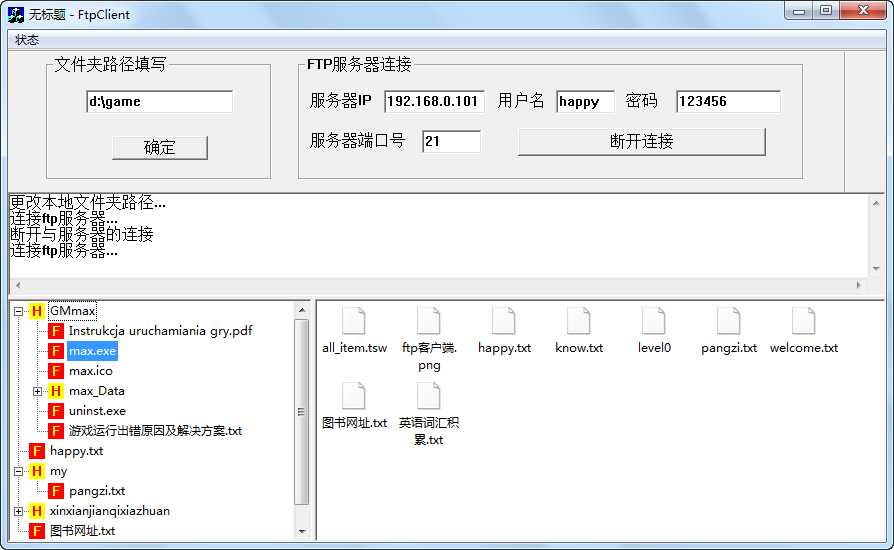 无标题 - FtpClient
状态
文件夹路径填写
FTP服务器连接
d:\game
服务器IP 192.168.0.101 用户名 happy 密码 123456
确定
服务器端口号 21 断开连接
更改本地文件夹路径...
连接ftp服务器...
断开与服务器的连接
连接ftp服务器...
H GMmax
F Instrukcja uruchamiania gry.pdf
F max.exe
F max.ico
H max_Data
F uninst.exe
F 游戏运行出错原因及解决方案.txt
F happy.txt
H my
F pangzi.txt
H xinxianjianqixiazhuan
F 图书网址.txt
all_item.tsw
ftp客户端.
png
happy.txt
know.txt
level0
pangzi.txt
welcome.txt
图书网址.txt
英语词汇积
累.txt